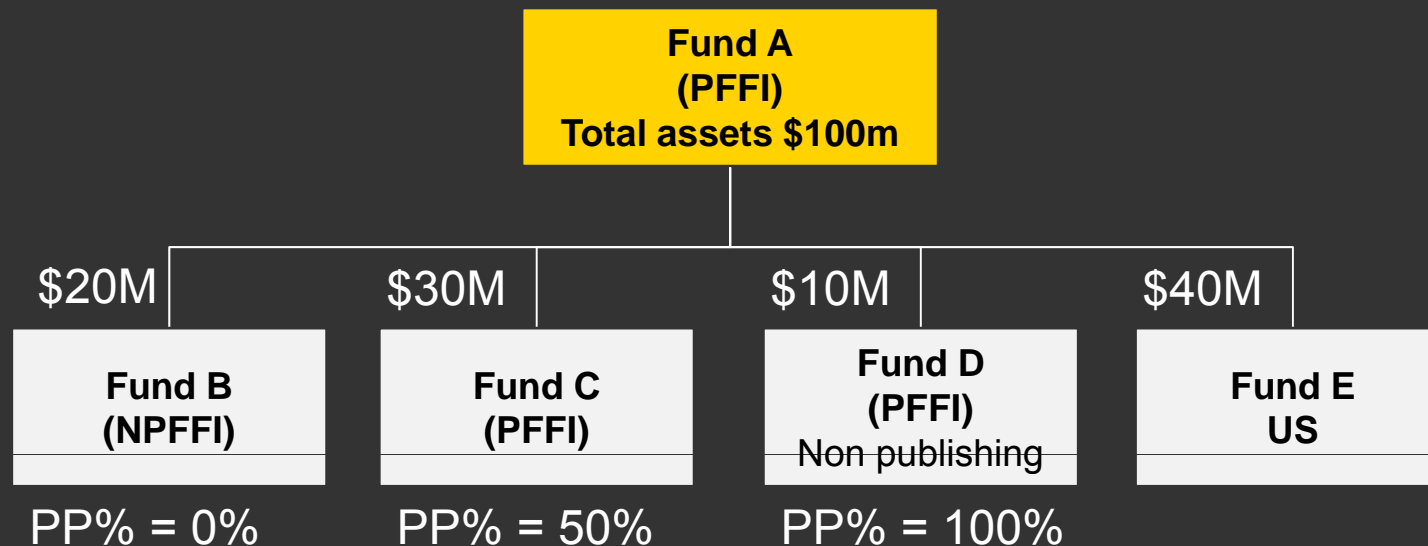 Fund A
(PFFI)
Total assets $100m
$20M
$30M
$10M
$40M
Fund B
(NPFFI)
Fund C
(PFFI)
Fund D
(PFFI)
Non publishing
Fund E
US
PP% = 0%
PP% = 50%
PP% = 100%